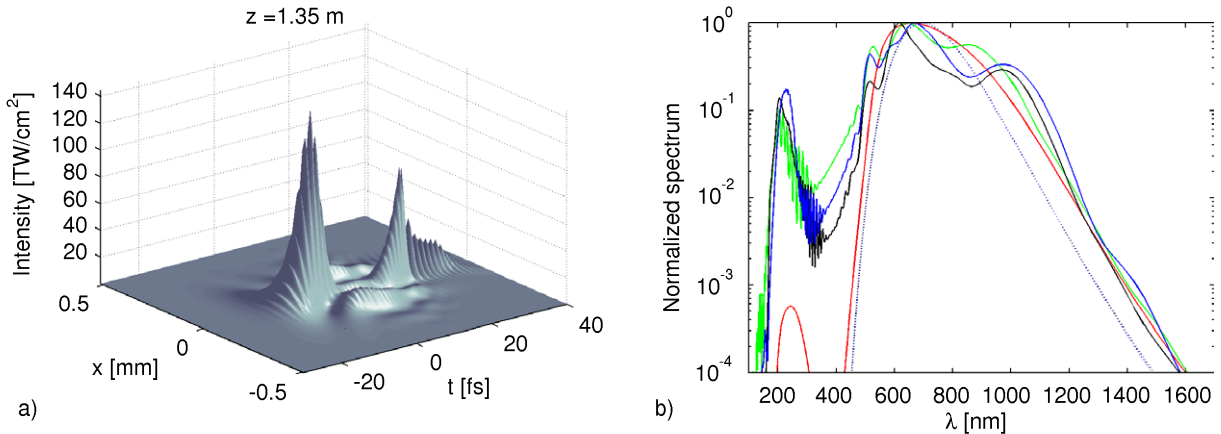 z =1.35 m
Intensity [TW/cm²]
140
120
100
80
60
40
20
0.5
0
-0.5
x [mm]
-20
0
20
40
t [fs]
a)
Normalized spectrum
10⁰
10⁻¹
10⁻²
10⁻³
10⁻⁴
200 400 600 800 1000 1200 1400 1600
λ [nm]
b)